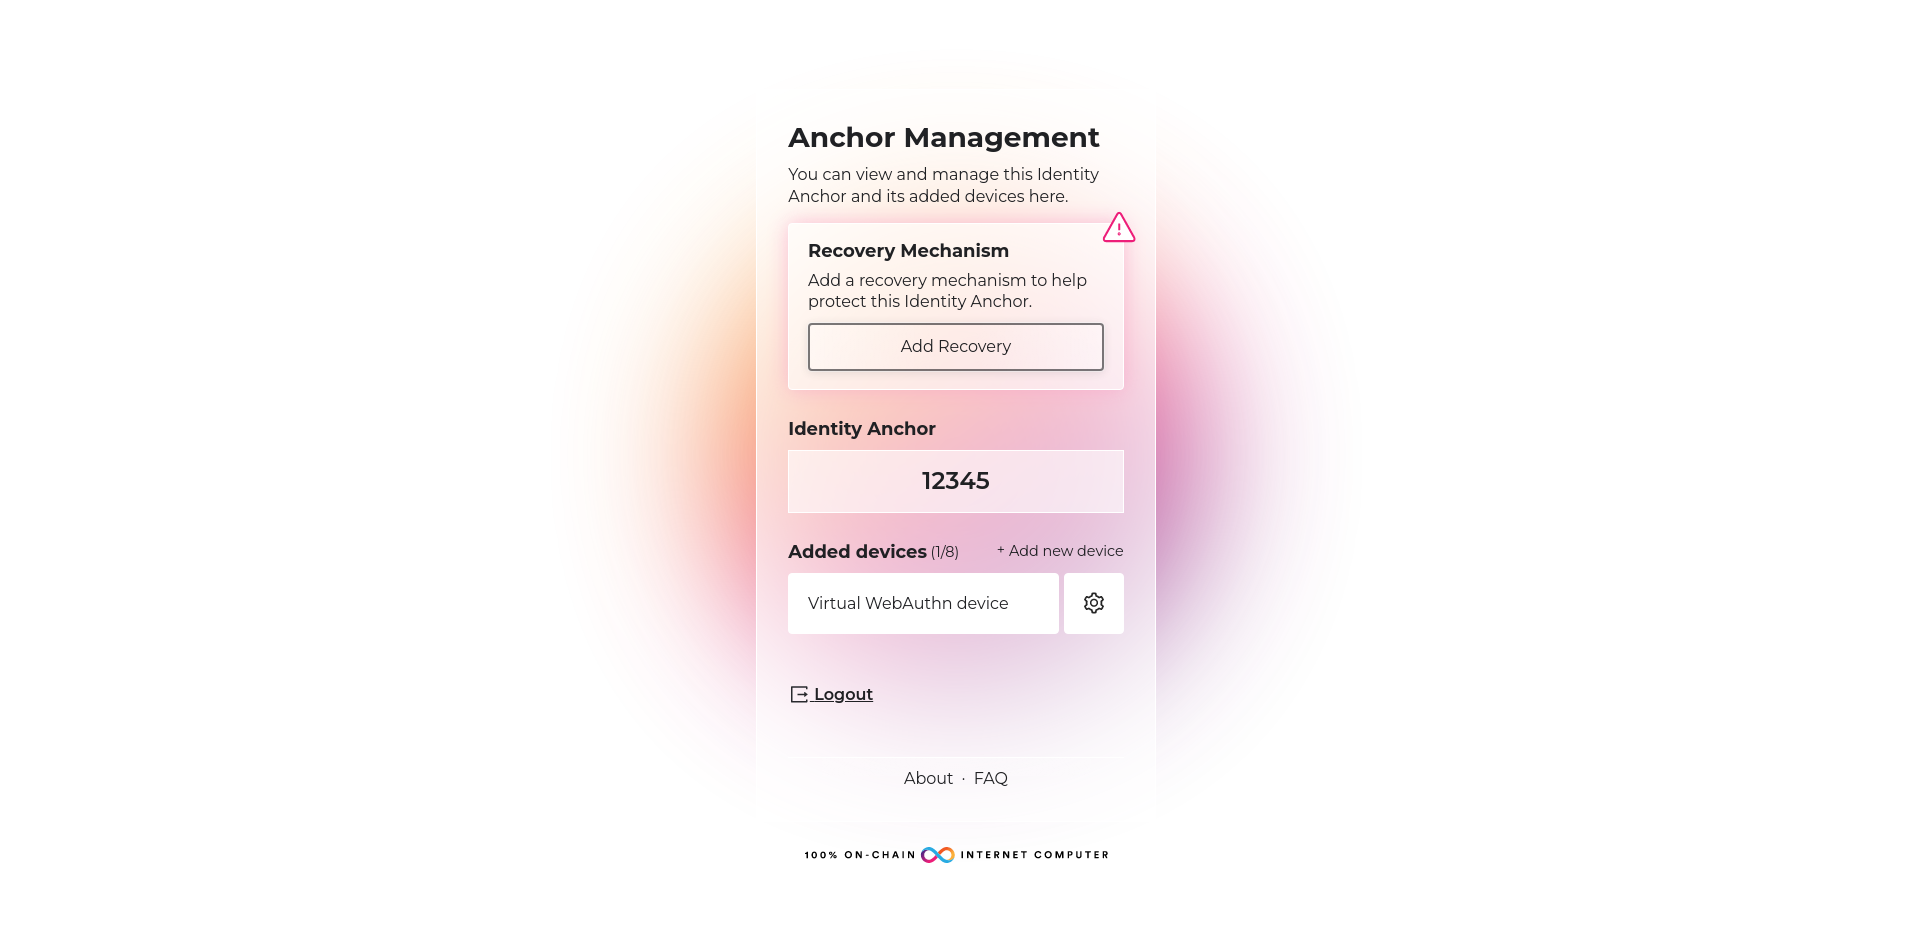 Anchor Management
You can view and manage this Identity
Anchor and its added devices here.
Recovery Mechanism
Add a recovery mechanism to help
protect this Identity Anchor.
Add Recovery
Identity Anchor
12345
Added devices (1/8) + Add new device
Virtual WebAuthn device
Logout
About · FAQ
100% ON-CHAIN INTERNET COMPUTER